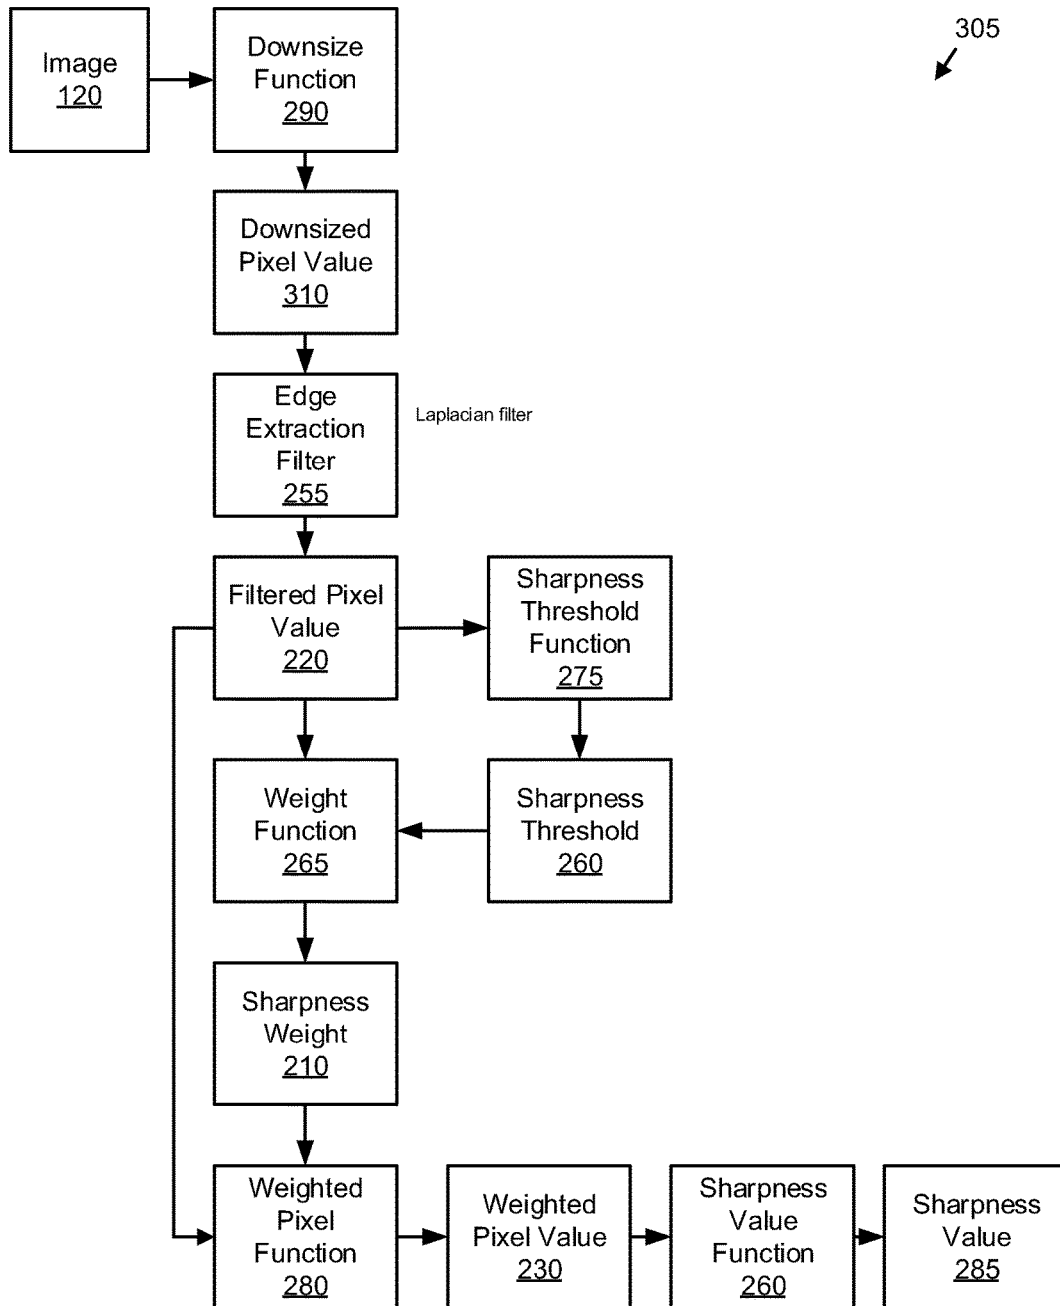 305
Image
120
Downsize
Function
290
Downsized
Pixel Value
310
Edge
Extraction
Filter
255
Laplacian filter
Filtered Pixel
Value
220
Sharpness
Threshold
Function
275
Weight
Function
265
Sharpness
Threshold
260
Sharpness
Weight
210
Weighted
Pixel
Function
280
Weighted
Pixel Value
230
Sharpness
Value
Function
260
Sharpness
Value
285